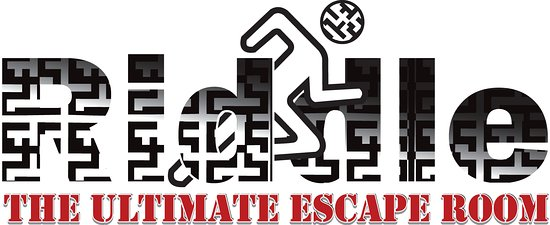 Riddle
THE ULTIMATE ESCAPE ROOM